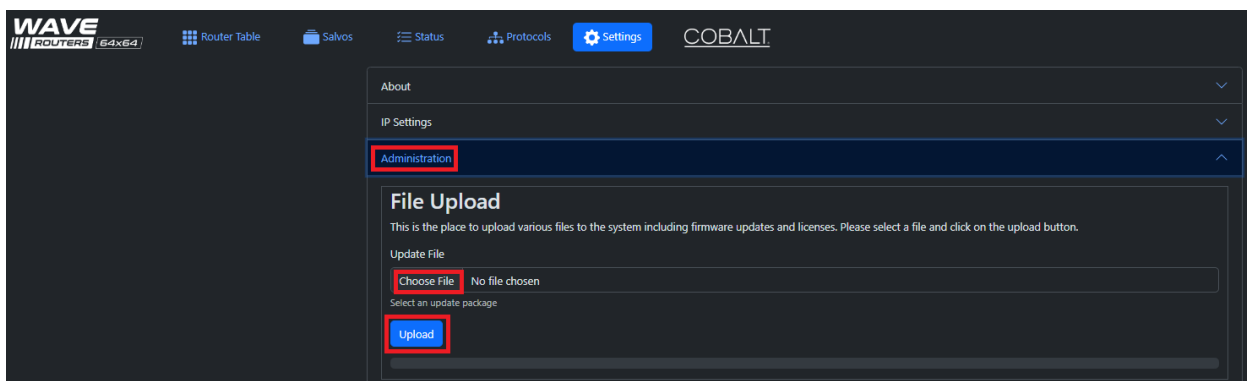 WAVE
ROUTERS 64x64
Router Table
Salvos
Status
Protocols
Settings
COBALT
About
IP Settings
Administration
File Upload
This is the place to upload various files to the system including firmware updates and licenses. Please select a file and click on the upload button.
Update File
Choose File No file chosen
Select an update package
Upload